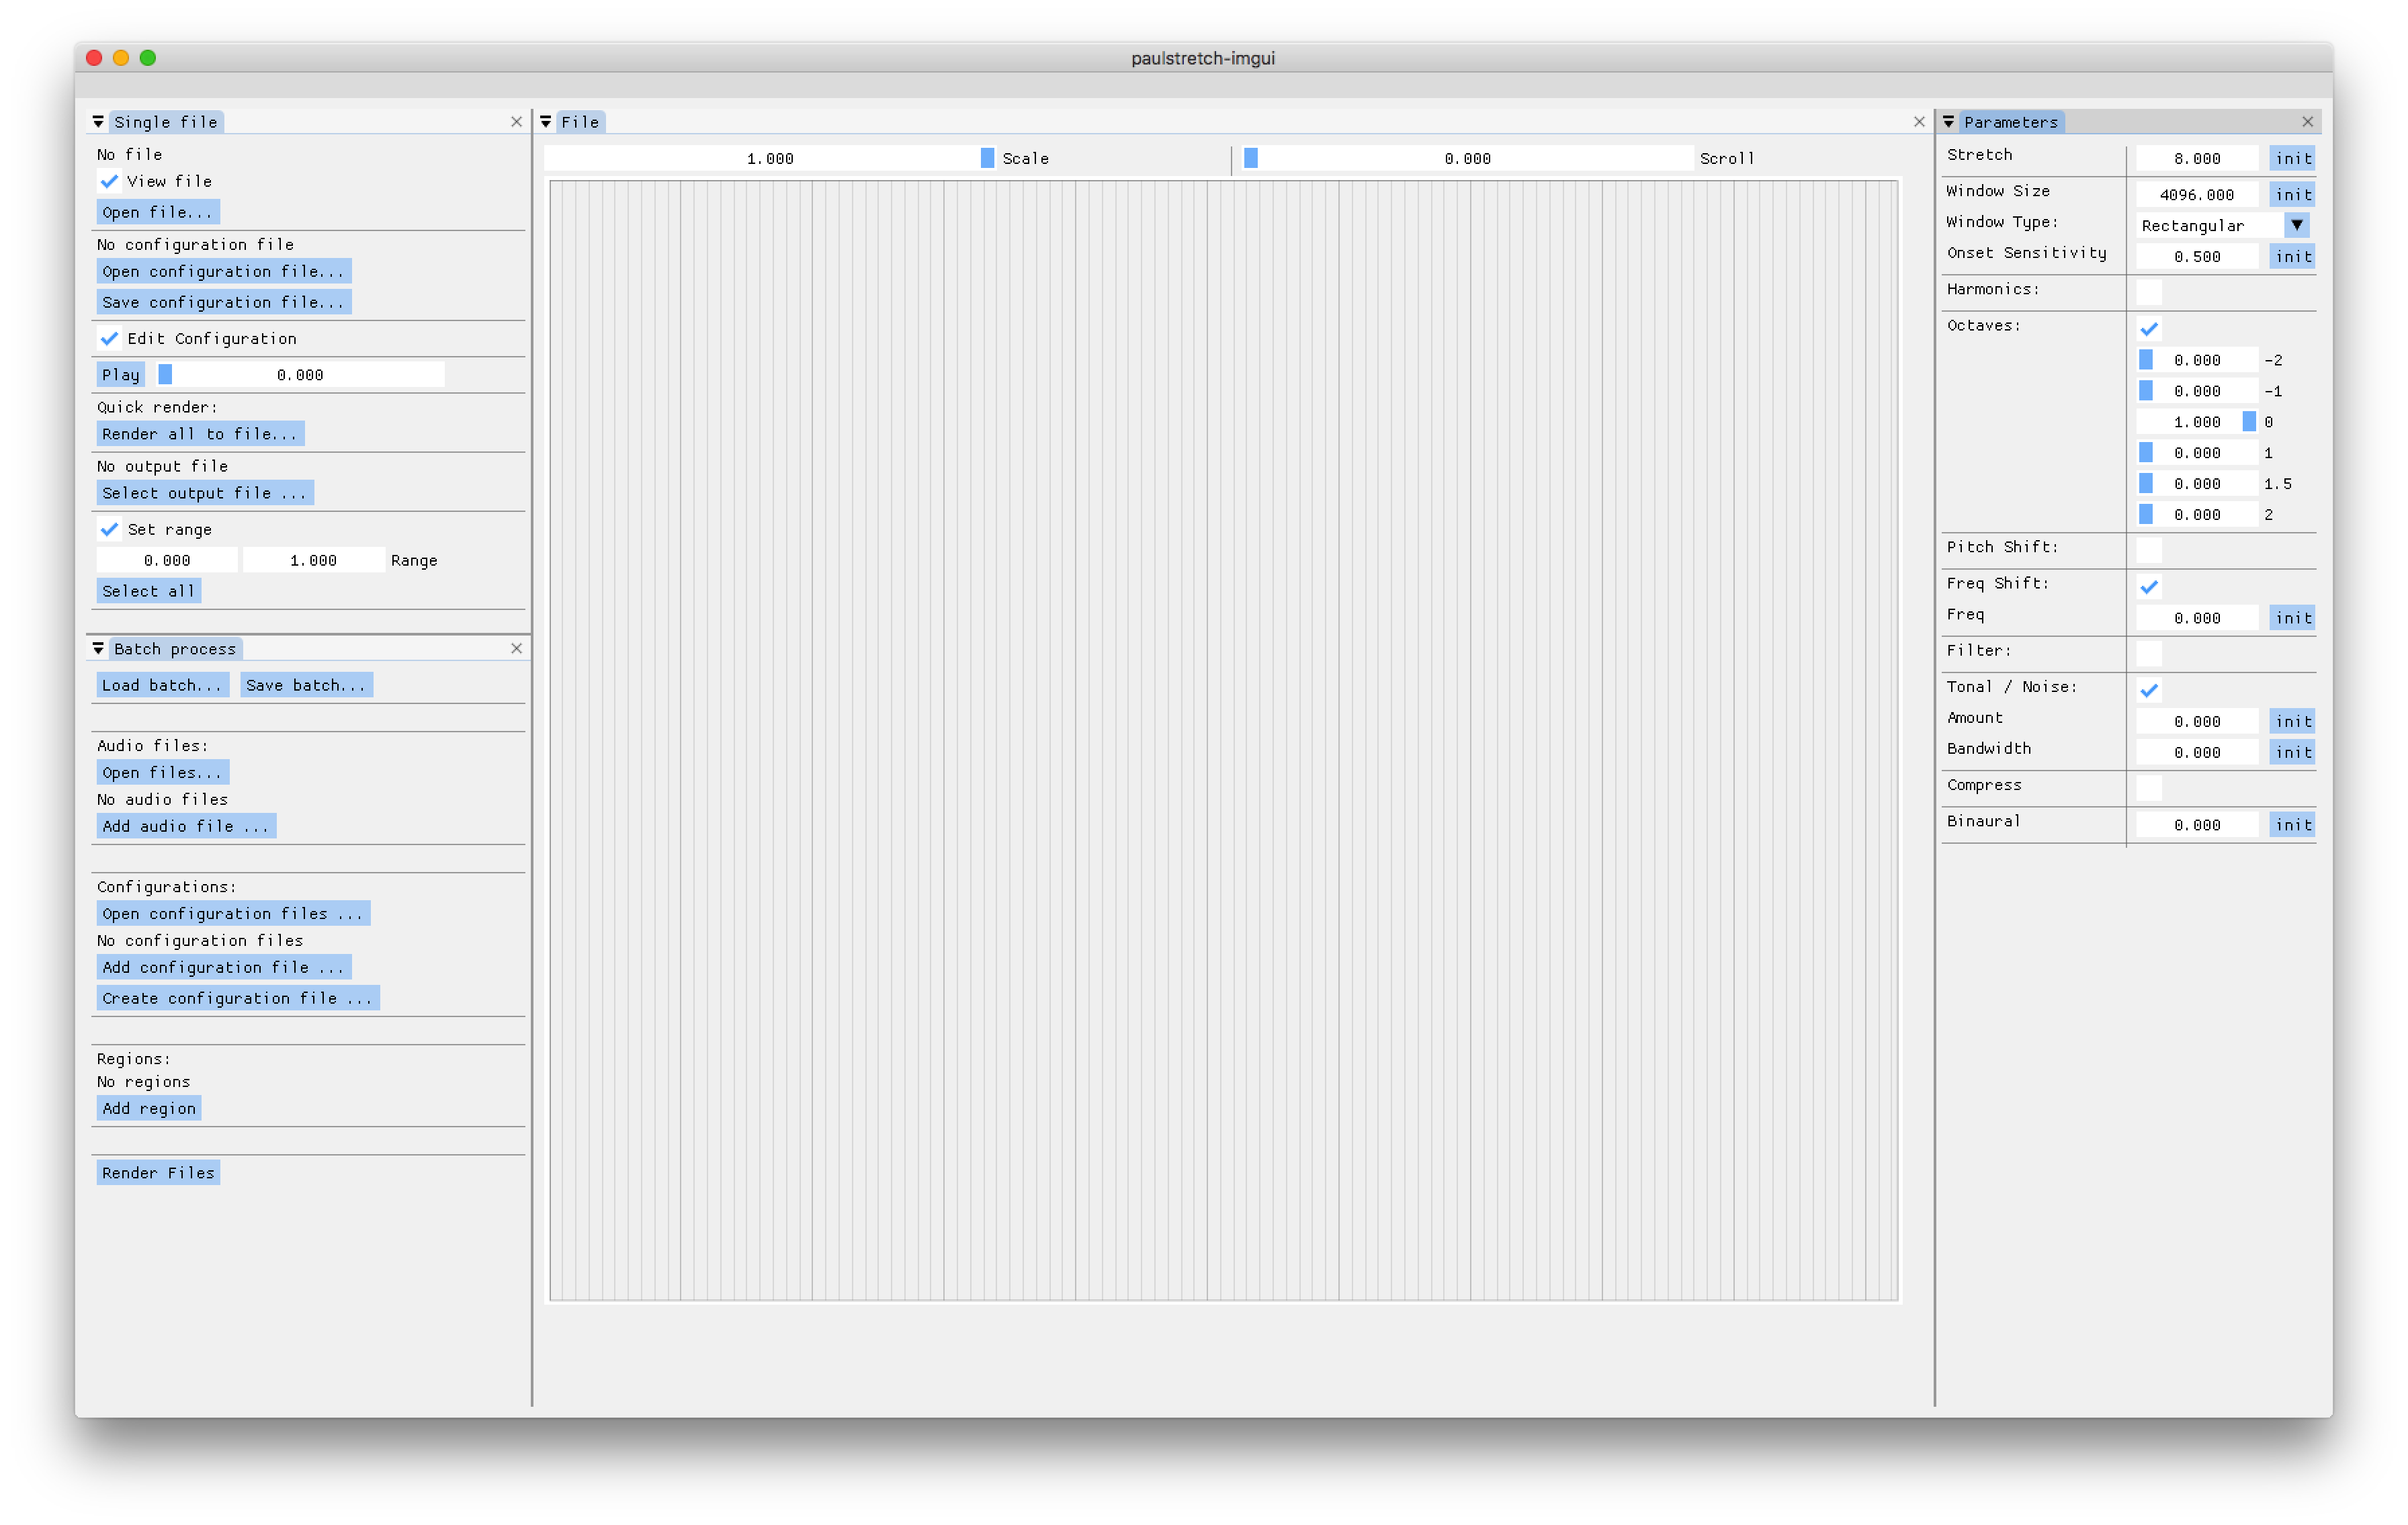 paulstretch-imgui
Single file
No file
View file
Open file...
No configuration file
Open configuration file...
Save configuration file...
Edit Configuration
Play 0.000
Quick render:
Render all to file...
No output file
Select output file ...
Set range
0.000 1.000 Range
Select all
Batch process
Load batch... Save batch...
Audio files:
Open files...
No audio files
Add audio file ...
Configurations:
Open configuration files ...
No configuration files
Add configuration file ...
Create configuration file ...
Regions:
No regions
Add region
Render Files
File
1.000 Scale 0.000 Scroll
Parameters
Stretch 8.000 init
Window Size 4096.000 init
Window Type: Rectangular
Onset Sensitivity 0.500 init
Harmonics:
Octaves:
0.000 -2
0.000 -1
1.000 0
0.000 1
0.000 1.5
0.000 2
Pitch Shift:
Freq Shift:
Freq 0.000 init
Filter:
Tonal / Noise:
Amount 0.000 init
Bandwidth 0.000 init
Compress
Binaural 0.000 init